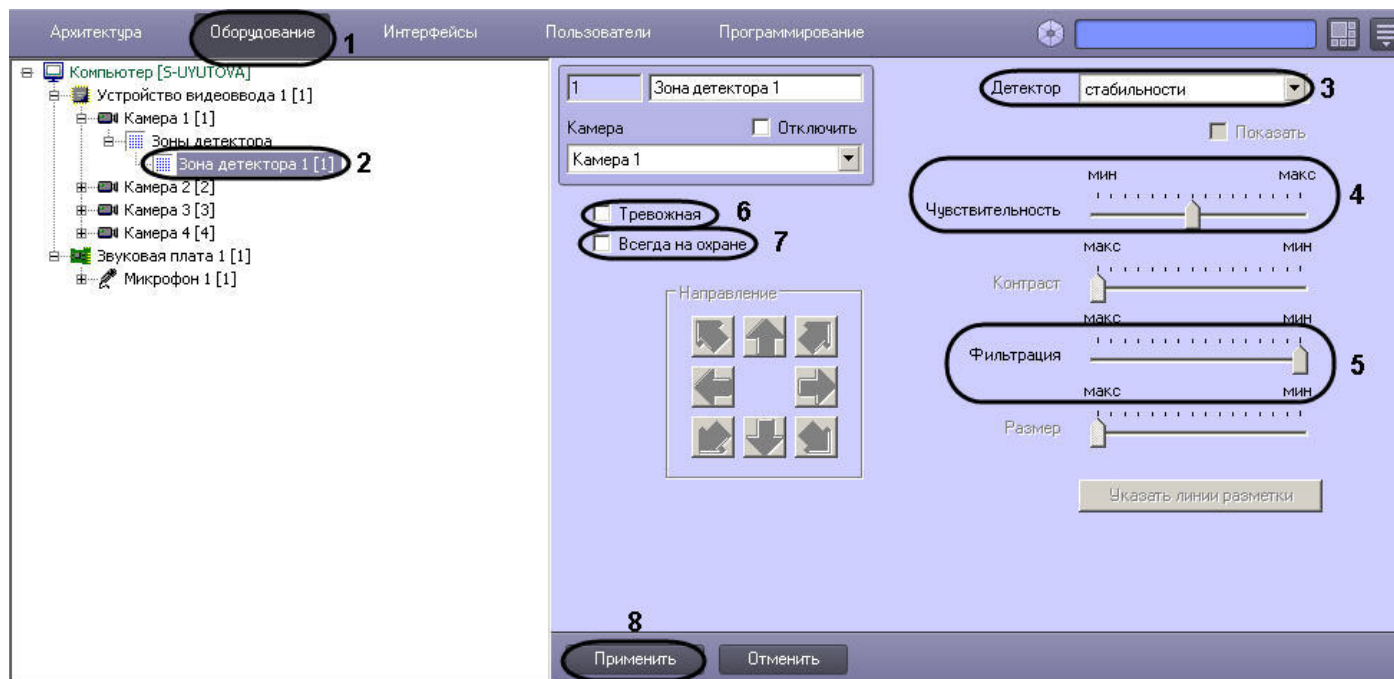 Архитектура Оборудование 1 Интерфейсы Пользователи Программирование
Компьютер [S-UYUTOVA]
Устройство видеоввода 1 [1]
Камера 1 [1]
Зоны детектора
Зона детектора 1 [1] 2
Камера 2 [2]
Камера 3 [3]
Камера 4 [4]
Звуковая плата 1 [1]
Микрофон 1 [1]
1 Зона детектора 1
Камера Отключить
Камера 1
Тревожная 6
Всегда на охране 7
Направление
Детектор стабильности 3
Показать
мин макс
Чувствительность 4
макс мин
Контраст
макс мин
Фильтрация 5
макс мин
Размер
Указать линии разметки
8
Применить Отменить